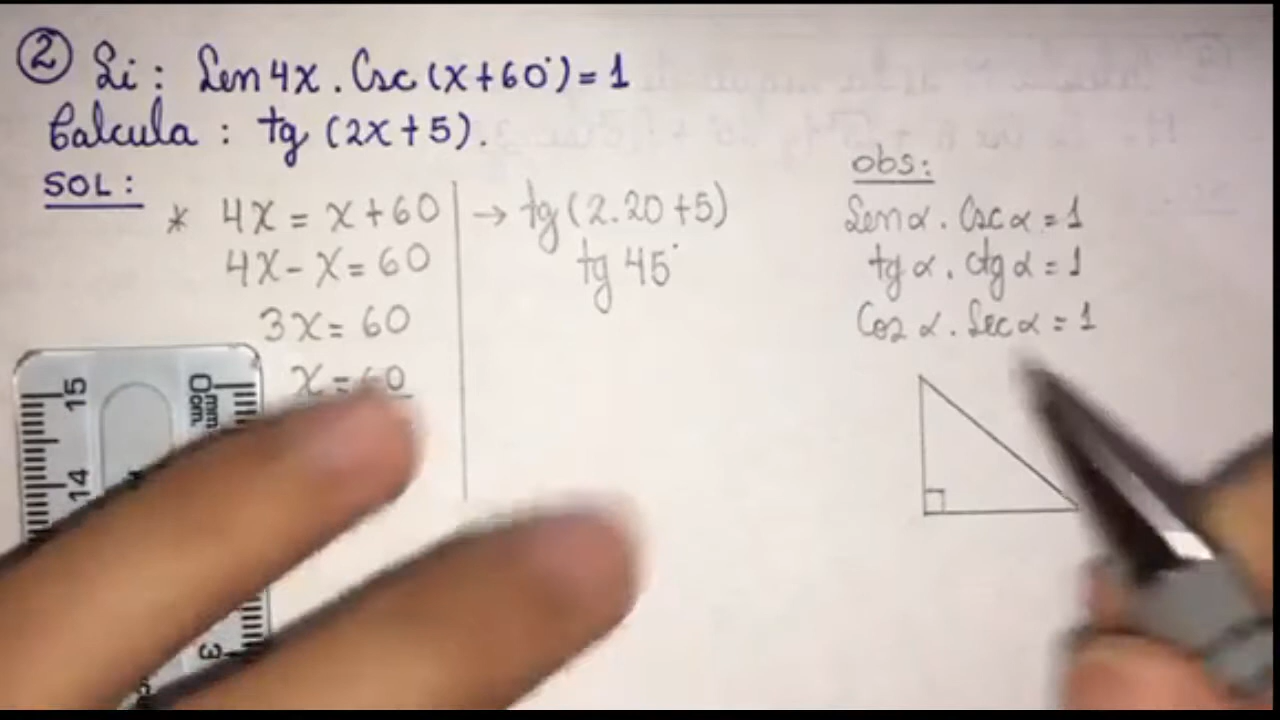 ② Si: Sen 4x . Csc (x+60°) = 1
Calcula: tg (2x+5).
SOL:
* 4x = x+60
4x - x = 60
3x = 60
x = 60
→ tg (2.20+5)
tg 45°
obs:
Sen α . Csc α = 1
tg α . ctg α = 1
Cos α . Sec α = 1
15
0
mm
cm.
14
3